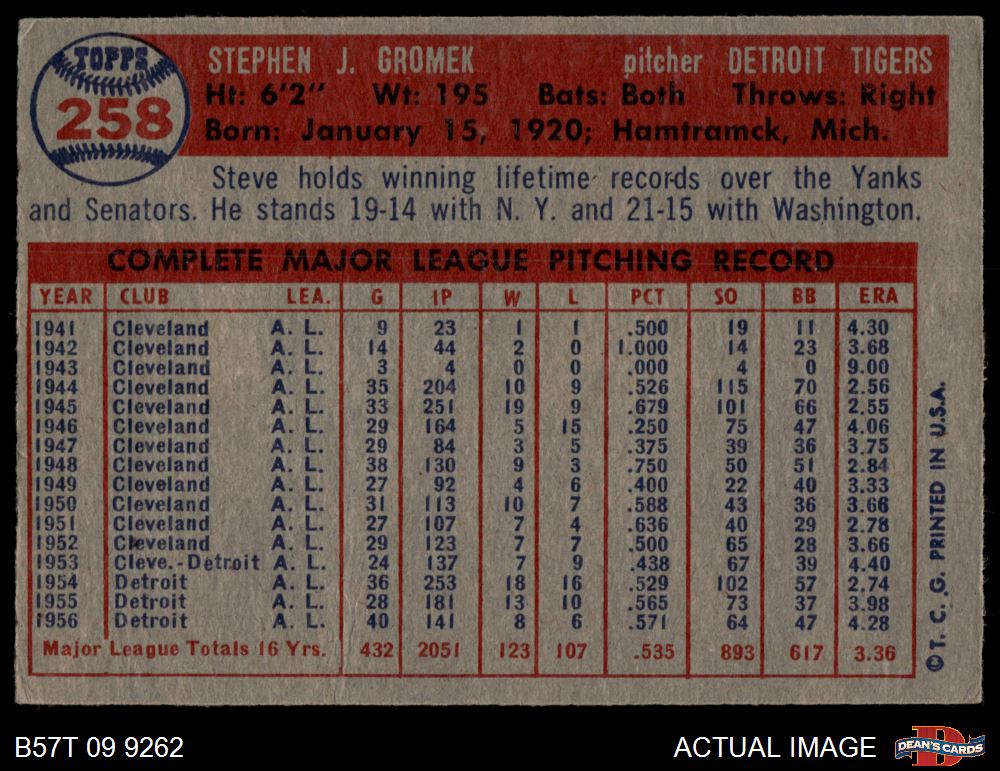 TOPPS
258
STEPHEN J. GROMEK pitcher DETROIT TIGERS
Ht: 6'2" Wt: 195 Bats: Both Throws: Right
Born: January 15, 1920; Hamtramck, Mich.
Steve holds winning lifetime records over the Yanks
and Senators. He stands 19-14 with N. Y. and 21-15 with Washington.
COMPLETE MAJOR LEAGUE PITCHING RECORD
YEAR CLUB LEA. G IP W L PCT SO BB ERA
1941 Cleveland A. L. 9 23 1 1 .500 19 11 4.30
1942 Cleveland A. L. 14 44 2 0 1.000 14 23 3.68
1943 Cleveland A. L. 3 4 0 0 .000 4 0 9.00
1944 Cleveland A. L. 35 204 10 9 .526 115 70 2.56
1945 Cleveland A. L. 33 251 19 9 .679 101 66 2.55
1946 Cleveland A. L. 29 164 5 15 .250 75 47 4.06
1947 Cleveland A. L. 29 84 3 5 .375 39 36 3.75
1948 Cleveland A. L. 38 130 9 3 .750 50 51 2.84
1949 Cleveland A. L. 27 92 4 6 .400 22 40 3.33
1950 Cleveland A. L. 31 113 10 7 .588 43 36 3.66
1951 Cleveland A. L. 27 107 7 4 .636 40 29 2.78
1952 Cleveland A. L. 29 123 7 7 .500 65 28 3.66
1953 Cleve.-Detroit A. L. 24 137 7 9 .438 67 39 4.40
1954 Detroit A. L. 36 253 18 16 .529 102 57 2.74
1955 Detroit A. L. 28 181 13 10 .565 73 37 3.98
1956 Detroit A. L. 40 141 8 6 .571 64 47 4.28
Major League Totals 16 Yrs. 432 2051 123 107 .535 893 617 3.36
© T. C. G. PRINTED IN U.S.A.
B57T 09 9262
ACTUAL IMAGE
D
DEAN'S CARDS